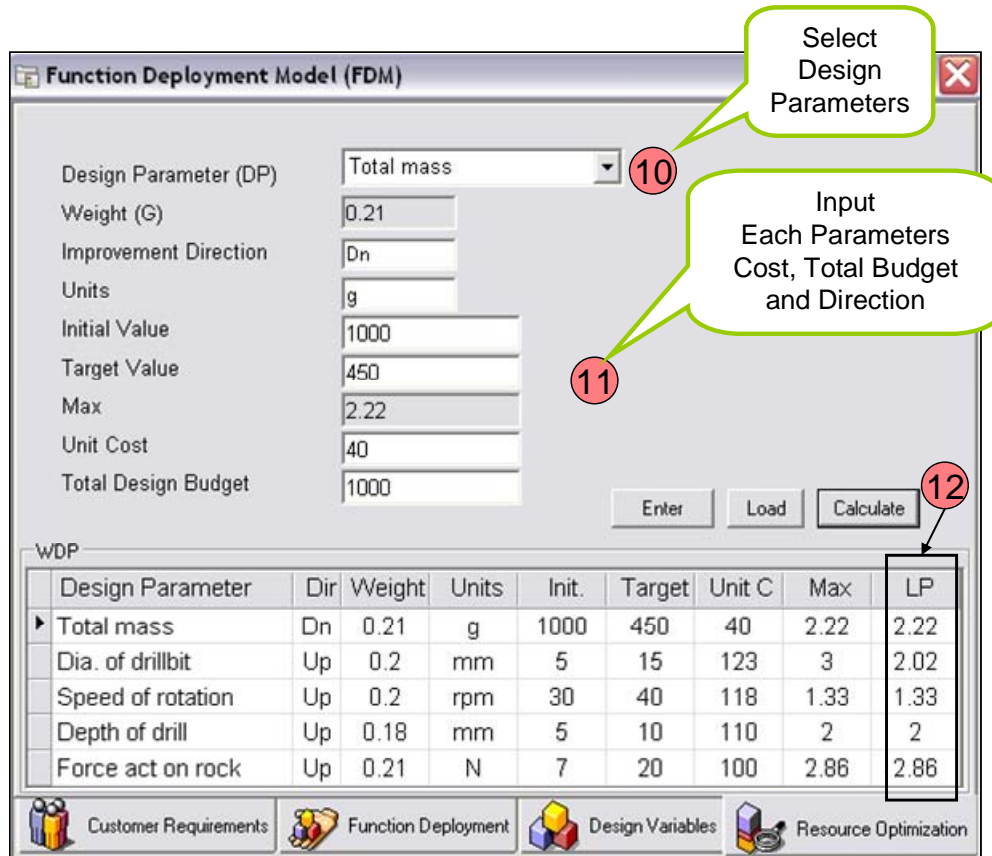 Select
Design
Parameters
Function Deployment Model (FDM)
Design Parameter (DP) Total mass
10
Weight (G) 0.21
Improvement Direction Dn
Units g
Initial Value 1000
Target Value 450
Max 2.22
Unit Cost 40
Total Design Budget 1000
Input
Each Parameters
Cost, Total Budget
and Direction
11
Enter Load Calculate
12
WDP
Design Parameter Dir Weight Units Init. Target Unit C Max LP
Total mass Dn 0.21 g 1000 450 40 2.22 2.22
Dia. of drillbit Up 0.2 mm 5 15 123 3 2.02
Speed of rotation Up 0.2 rpm 30 40 118 1.33 1.33
Depth of drill Up 0.18 mm 5 10 110 2 2
Force act on rock Up 0.21 N 7 20 100 2.86 2.86
Customer Requirements Function Deployment Design Variables Resource Optimization